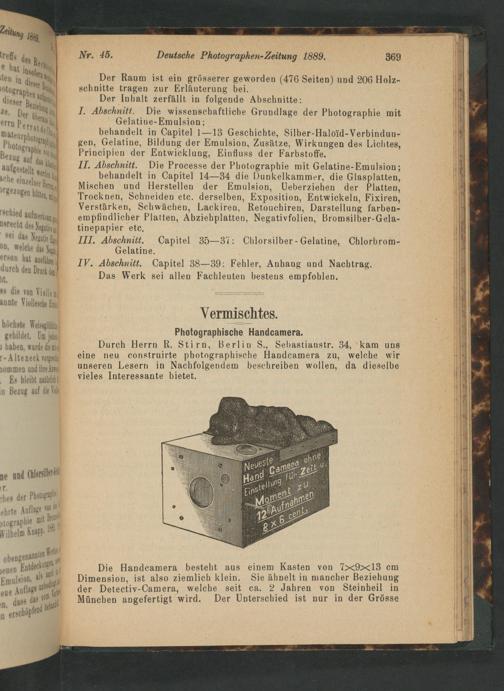 Nr. 45.
Deutsche Photographen-Zeitung 1889.
369
Der Raum ist ein grösserer geworden (476 Seiten) und 206 Holz-
schnitte tragen zur Erläuterung bei.
Der Inhalt zerfällt in folgende Abschnitte:
I. Abschnitt. Die wissenschaftliche Grundlage der Photographie mit
Gelatine-Emulsion;
behandelt in Capitel 1—13 Geschichte, Silber-Haloïd-Verbindun-
gen, Gelatine, Bildung der Emulsion, Zusätze, Wirkungen des Lichtes,
Principien der Entwicklung, Einfluss der Farbstoffe.
II. Abschnitt. Die Processe der Photographie mit Gelatine-Emulsion;
behandelt in Capitel 14—34 die Dunkelkammer, die Glasplatten,
Mischen und Herstellen der Emulsion, Ueberziehen der Platten,
Trocknen, Schneiden etc. derselben, Exposition, Entwickeln, Fixiren,
Verstärken, Schwächen, Lackiren, Retouchiren, Darstellung farben-
empfindlicher Platten, Abziehplatten, Negativfolien, Bromsilber-Gela-
tinepapier etc.
III. Abschnitt. Capitel 35—37: Chlorsilber-Gelatine, Chlorbrom-
Gelatine.
IV. Abschnitt. Capitel 38—39: Fehler, Anhang und Nachtrag.
Das Werk sei allen Fachleuten bestens empfohlen.
Vermischtes.
Photographische Handcamera.
Durch Herrn R. Stirn, Berlin S., Sebastianstr. 34, kam uns
eine neu construirte photographische Handcamera zu, welche wir
unseren Lesern in Nachfolgendem beschreiben wollen, da dieselbe
vieles Interessante bietet.
Neueste
Hand Camera ohne
Einstellung für Zeit u.
Moment zu
12 Aufnahmen
8 x 6 cent.
Die Handcamera besteht aus einem Kasten von 7×9×13 cm
Dimension, ist also ziemlich klein. Sie ähnelt in mancher Beziehung
der Detectiv-Camera, welche seit ca. 2 Jahren von Steinheil in
München angefertigt wird. Der Unterschied ist nur in der Grösse